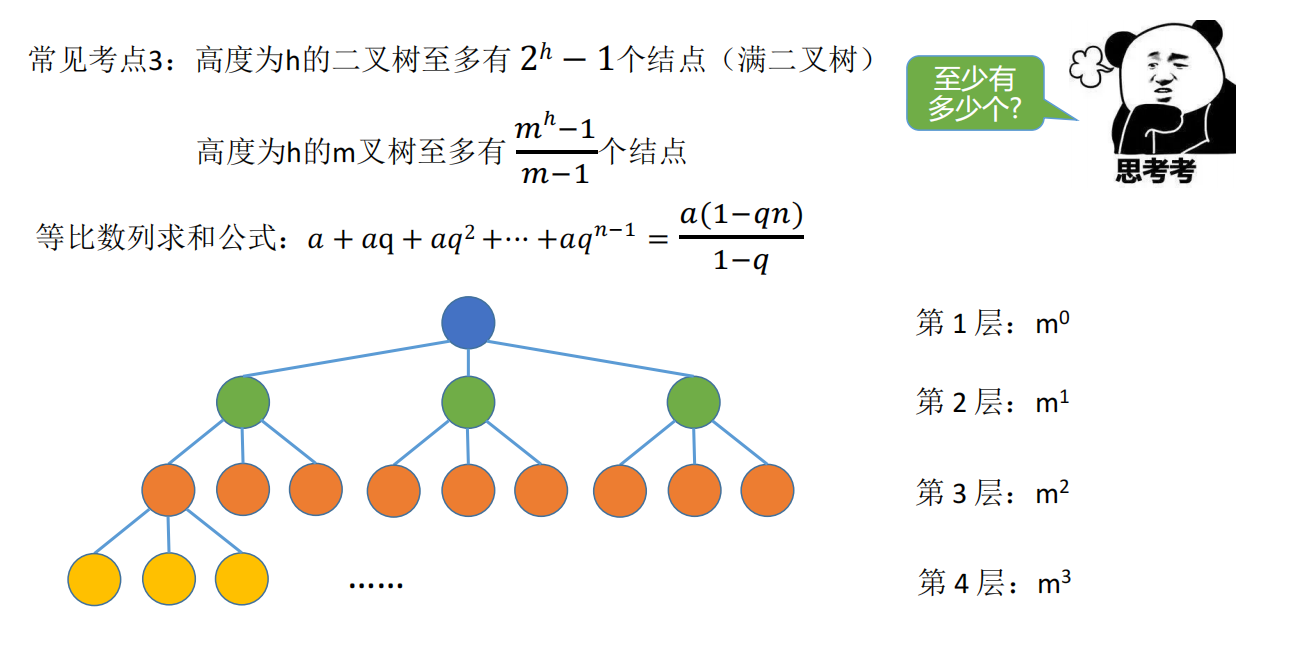 常见考点3：高度为h的二叉树至多有 2^h − 1个结点（满二叉树）
至少有
多少个?
思考考
高度为h的m叉树至多有 \frac{m^h−1}{m−1}个结点
等比数列求和公式：a + aq + aq^2 +⋯ +aq^{n−1} = \frac{a(1−qn)}{1−q}
第 1 层：m^0
第 2 层：m^1
第 3 层：m^2
……
第 4 层：m^3